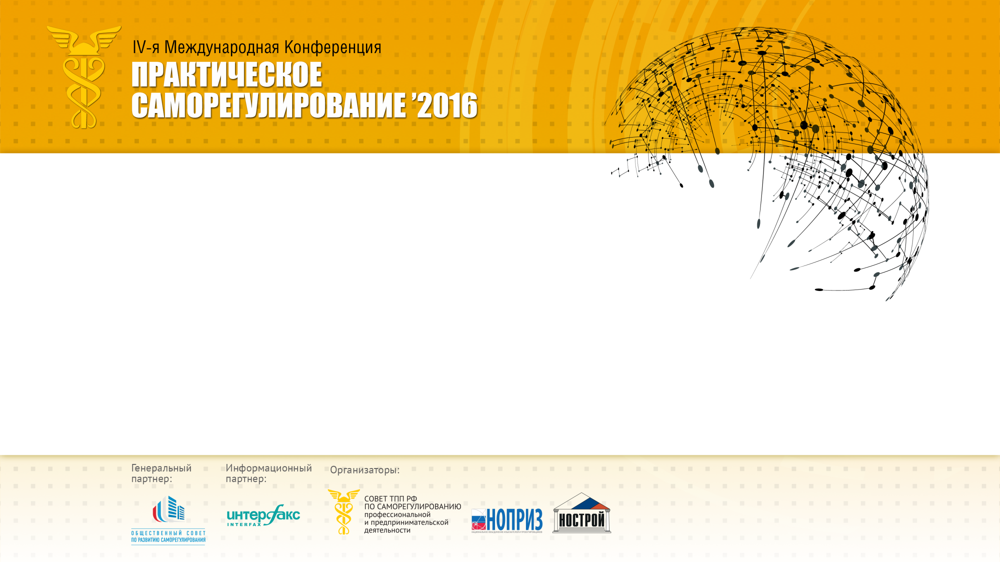 IV-я Международная Конференция
ПРАКТИЧЕСКОЕ
САМОРЕГУЛИРОВАНИЕ ’2016
Генеральный
партнер:
ОБЩЕСТВЕННЫЙ СОВЕТ
ПО РАЗВИТИЮ САМОРЕГУЛИРОВАНИЯ
Информационный
партнер:
интерфакс
INTERFAX
Организаторы:
СОВЕТ ТПП РФ
ПО САМОРЕГУЛИРОВАНИЮ
профессиональной
и предпринимательской
деятельности
НОПРИЗ
НАЦИОНАЛЬНОЕ ОБЪЕДИНЕНИЕ ИЗЫСКАТЕЛЕЙ И ПРОЕКТИРОВЩИКОВ
НОСТРОЙ